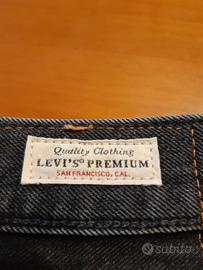 Quality Clothing
LEVI'S® PREMIUM
SAN FRANCISCO, CAL.
subito